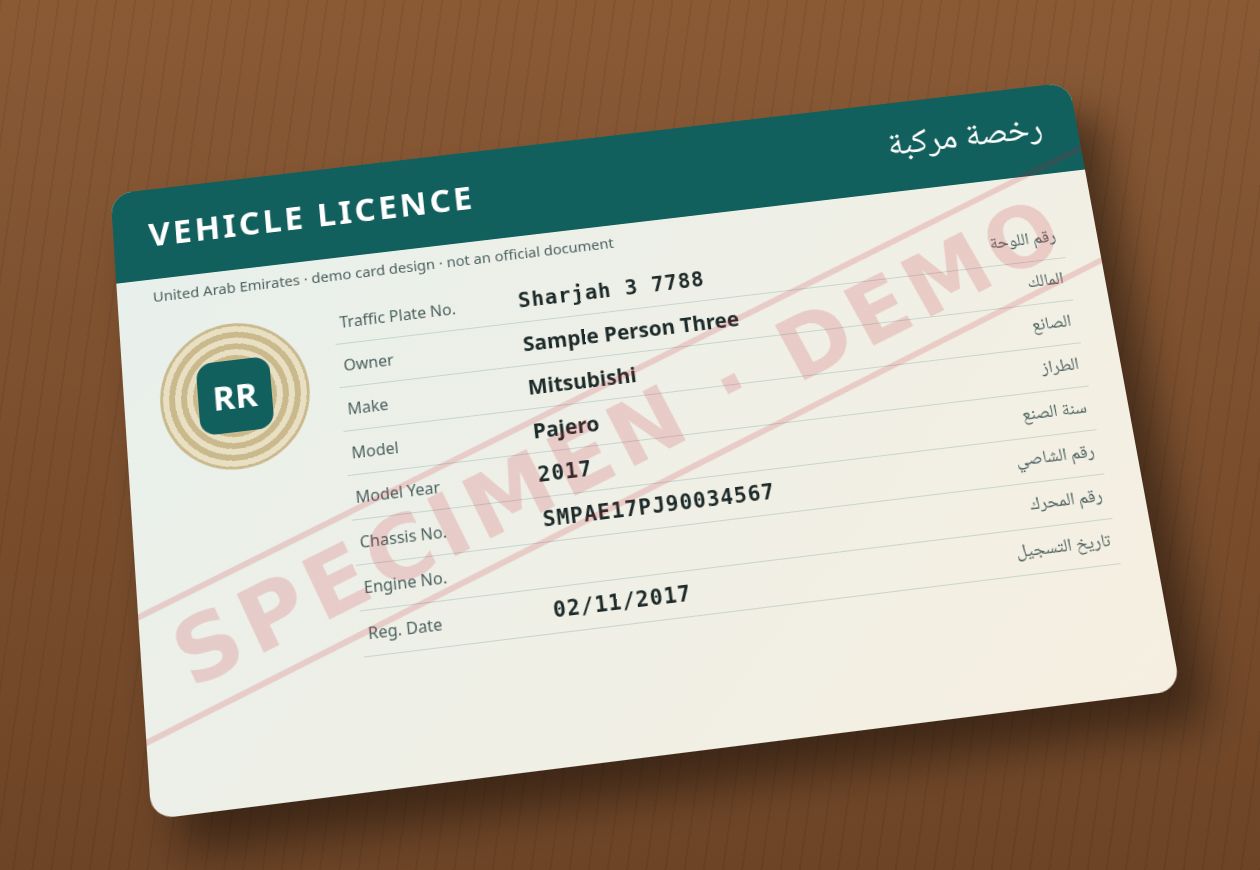 VEHICLE LICENCE رخصة مركبة
United Arab Emirates · demo card design · not an official document
RR
Traffic Plate No. Sharjah 3 7788 رقم اللوحة
Owner Sample Person Three المالك
Make Mitsubishi الصانع
Model Pajero الطراز
Model Year 2017 سنة الصنع
Chassis No. SMPAE17PJ90034567 رقم الشاصي
Engine No. رقم المحرك
Reg. Date 02/11/2017 تاريخ التسجيل
SPECIMEN · DEMO